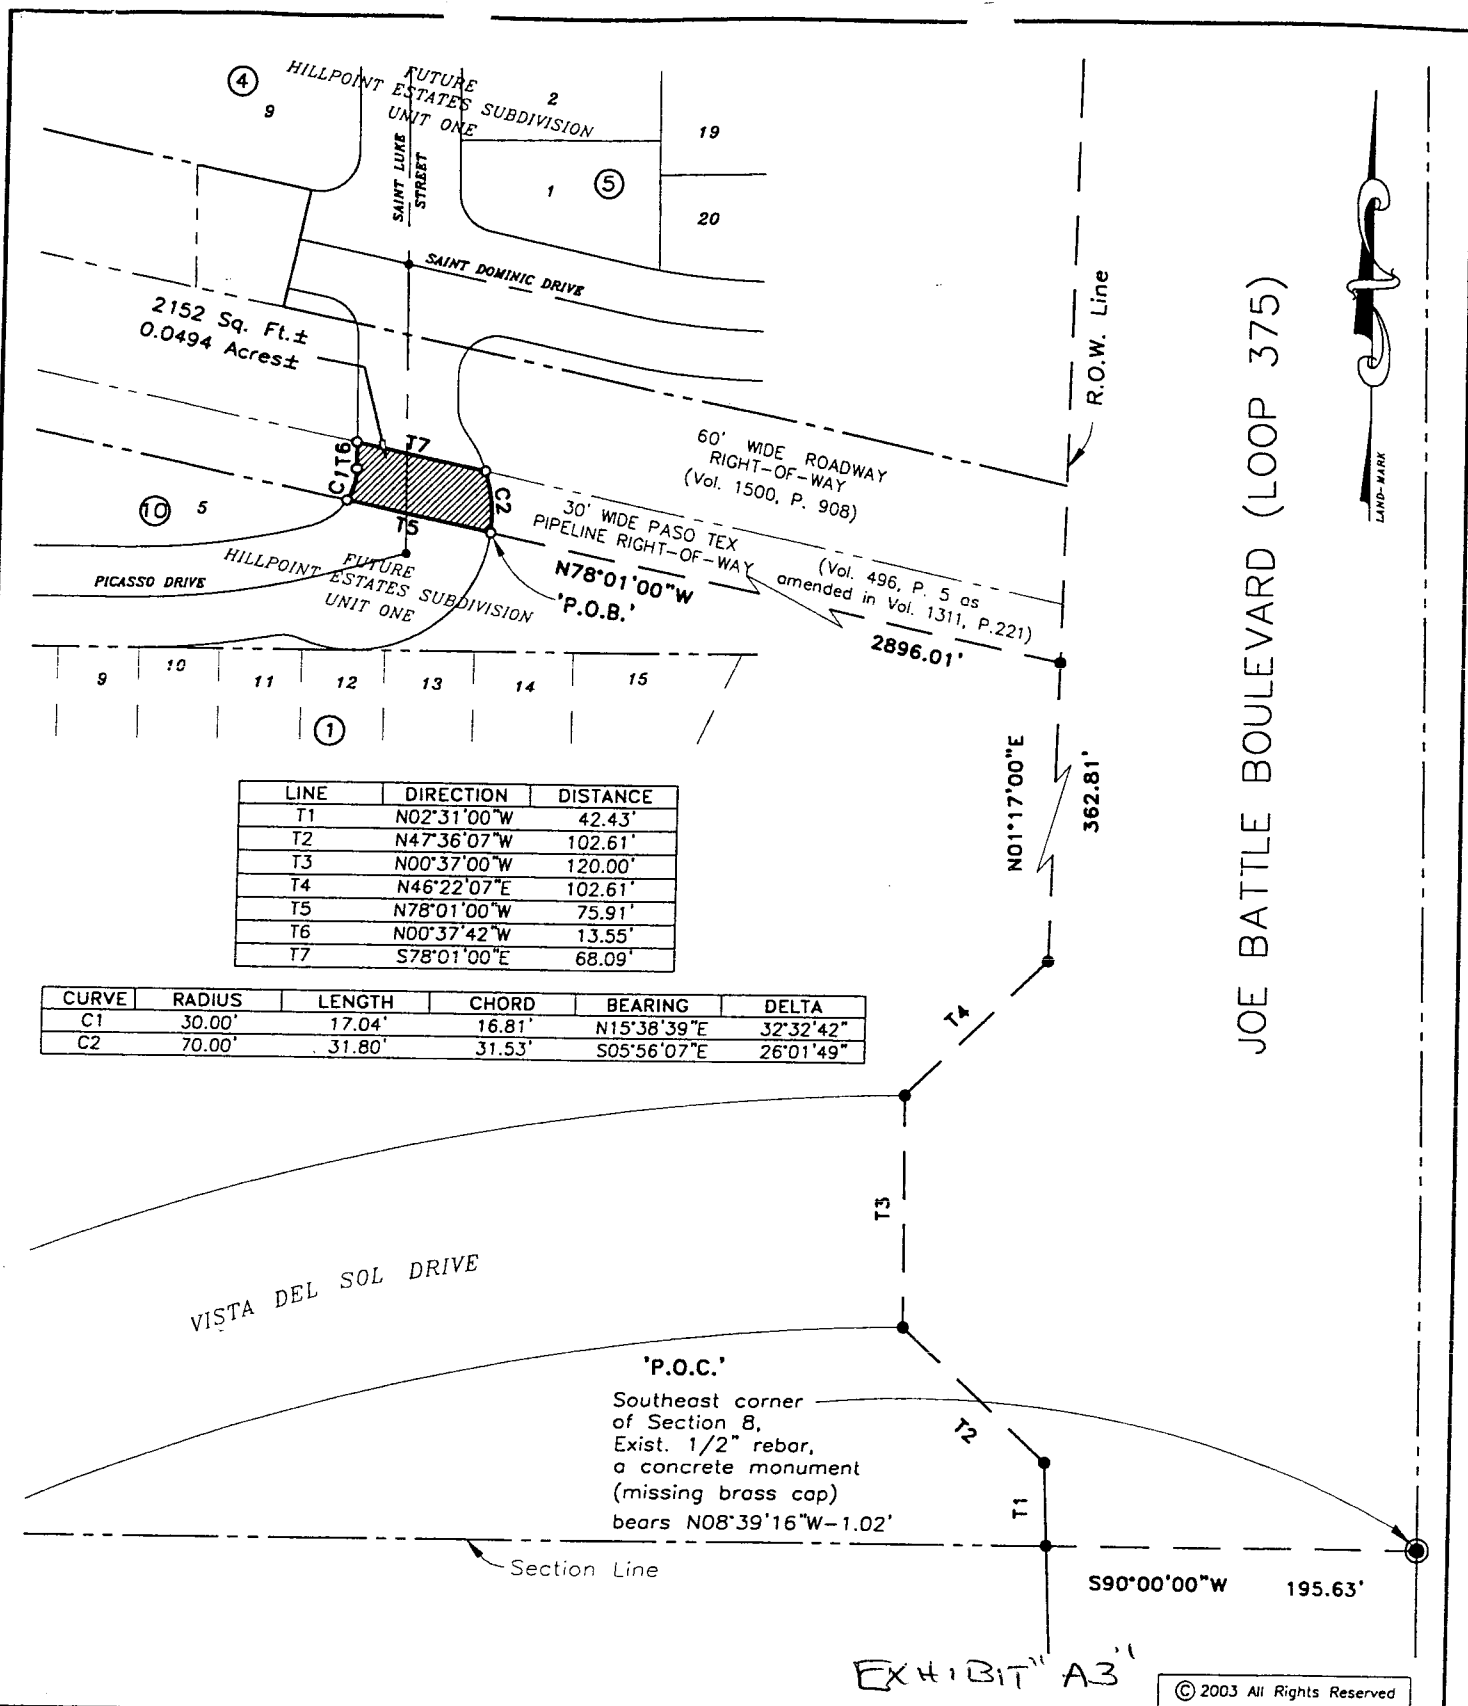 4
9
FUTURE
HILLPOINT ESTATES SUBDIVISION
UNIT ONE
2
19
1
5
20
SAINT LUKE
STREET
SAINT DOMINIC DRIVE
2152 Sq. Ft.±
0.0494 Acres±
R.O.W. Line
JOE BATTLE BOULEVARD (LOOP 375)
LAND-MARK
T7
T6
C1
C2
T5
60' WIDE ROADWAY
RIGHT-OF-WAY
(Vol. 1500, P. 908)
10
5
30' WIDE PASO TEX
PIPELINE RIGHT-OF-WAY
(Vol. 496, P. 5 as
amended in Vol. 1311, P.221)
N78°01'00"W
2896.01'
'P.O.B.'
PICASSO DRIVE
FUTURE
HILLPOINT ESTATES SUBDIVISION
UNIT ONE
9
10
11
12
13
14
15
1
N01°17'00"E
362.81'
LINE DIRECTION DISTANCE
T1 N02°31'00"W 42.43'
T2 N47°36'07"W 102.61'
T3 N00°37'00"W 120.00'
T4 N46°22'07"E 102.61'
T5 N78°01'00"W 75.91'
T6 N00°37'42"W 13.55'
T7 S78°01'00"E 68.09'
CURVE RADIUS LENGTH CHORD BEARING DELTA
C1 30.00' 17.04' 16.81' N15°38'39"E 32°32'42"
C2 70.00' 31.80' 31.53' S05°56'07"E 26°01'49"
T4
T3
VISTA DEL SOL DRIVE
'P.O.C.'
Southeast corner
of Section 8,
Exist. 1/2" rebar,
a concrete monument
(missing brass cap)
bears N08°39'16"W-1.02'
T2
T1
Section Line
S90°00'00"W 195.63'
EXHIBIT "A3"
© 2003 All Rights Reserved